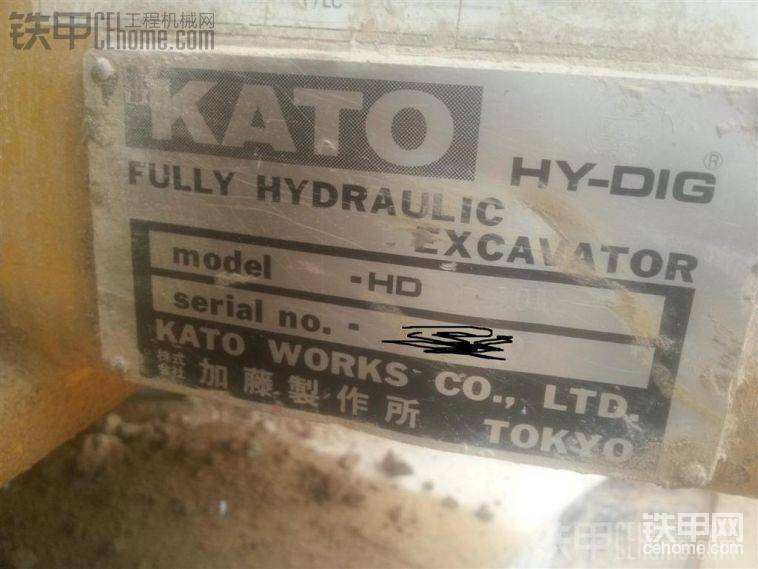 铁甲 CEhome.com 工程机械网
17LC
KATO
HY-DIG ®
FULLY HYDRAULIC
EXCAVATOR
model -HD
serial no. -
KATO WORKS CO., LTD.
株式会社 加藤製作所 TOKYO
铁甲网
cehome.com